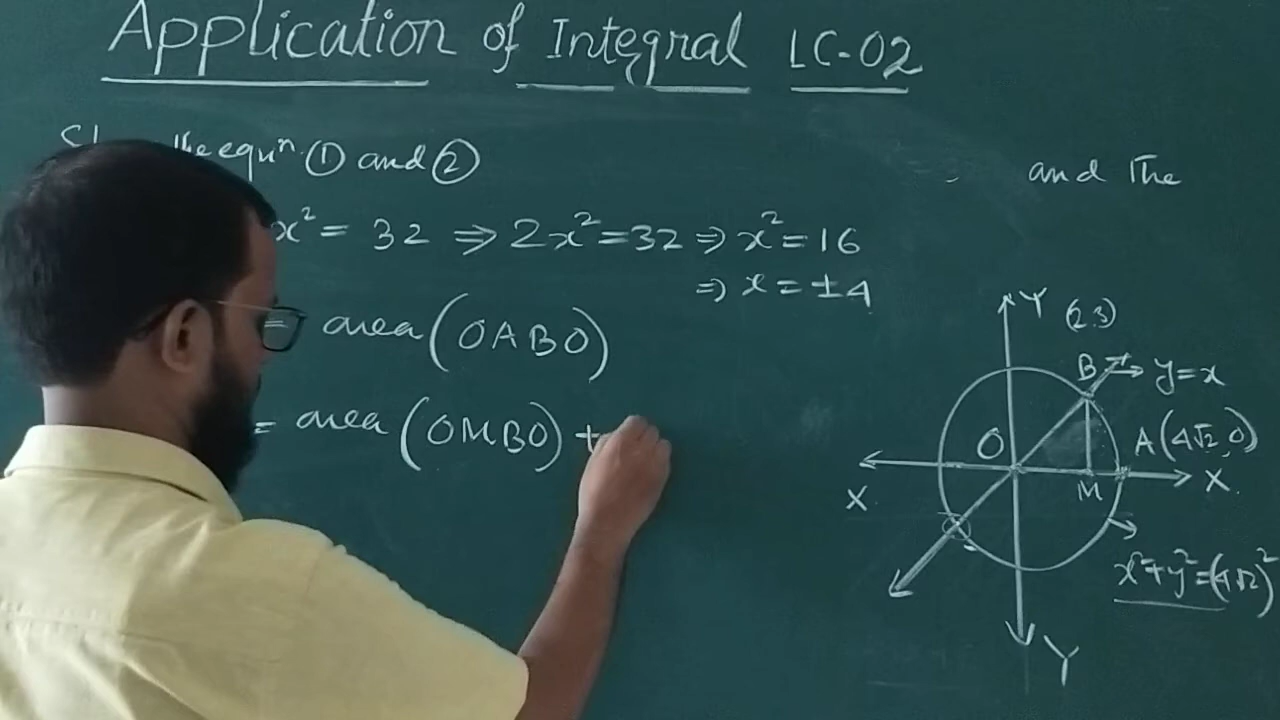 Application of Integral LC-02
the equⁿ. ① and ②
and the
x² = 32 ⇒ 2x² = 32 ⇒ x² = 16
⇒ x = ±4
= area (OABO)
= area (OMBO) +
Y (2,3)
B y=x
O A (4√2, 0)
X M X
x²+y²=(4√2)²
Y